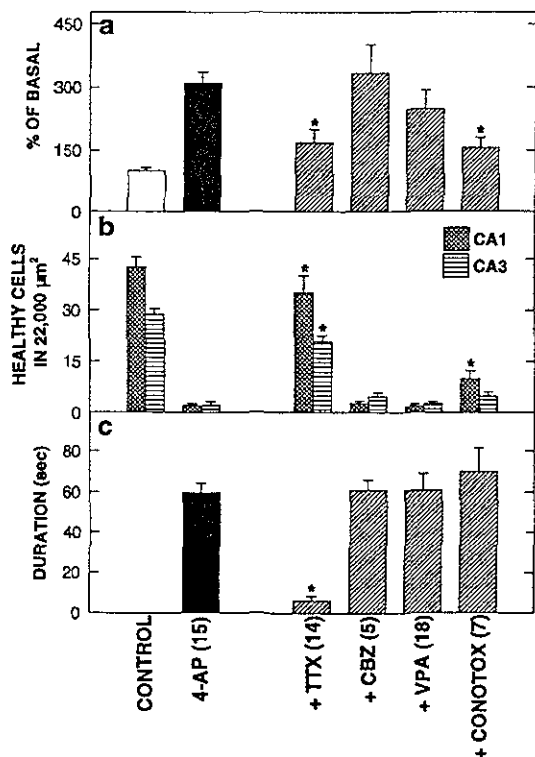 a
% OF BASAL
450
300
150
0
*
*
b
HEALTHY CELLS
IN 22,000 µm²
45
30
15
0
CA1
CA3
*
*
*
c
DURATION (sec)
80
60
40
20
0
*
CONTROL
4-AP (15)
+ TTX (14)
+ CBZ (5)
+ VPA (18)
+ CONOTOX (7)